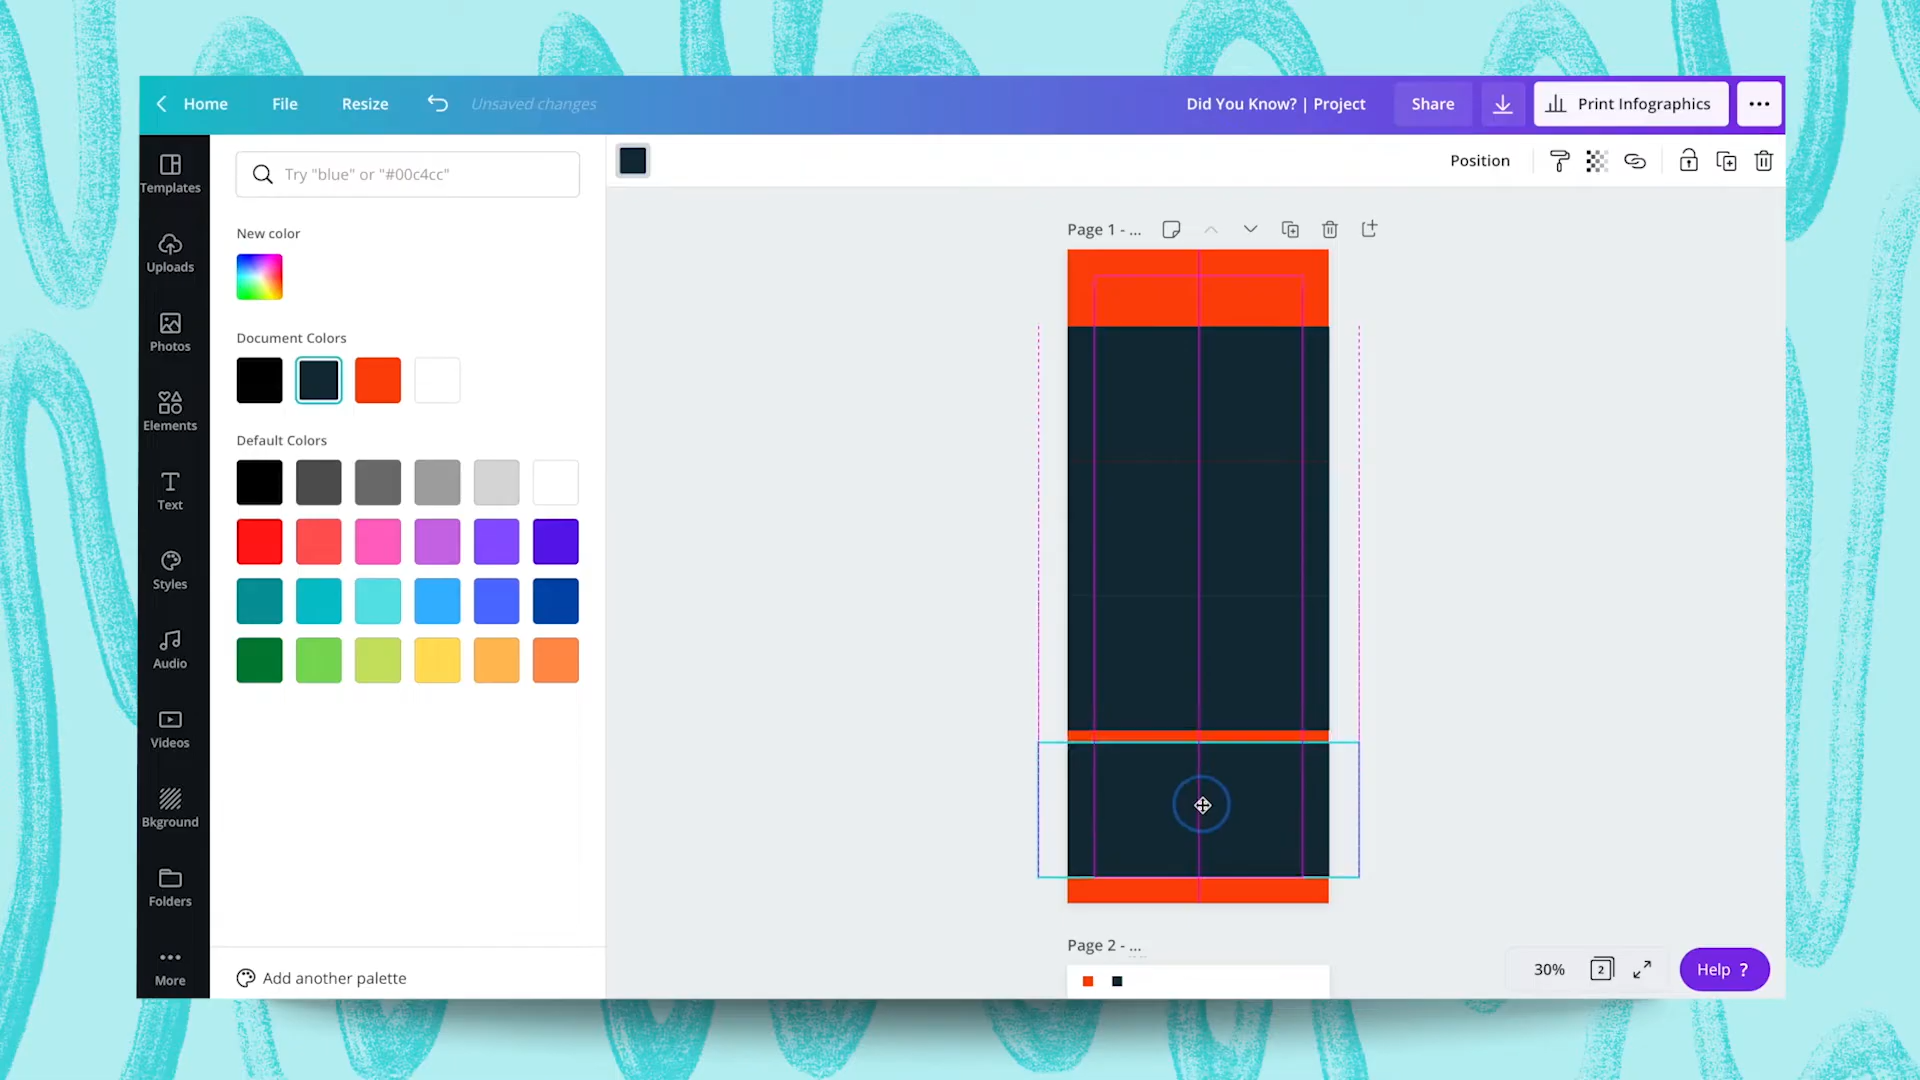 Home
File
Resize
Unsaved changes
Did You Know? | Project
Share
Print Infographics
Templates
Uploads
Photos
Elements
Text
Styles
Audio
Videos
Bkground
Folders
More
Try "blue" or "#00c4cc"
New color
Document Colors
Default Colors
Add another palette
Position
Page 1 - ...
Page 2 - ...
30%
2
Help ?